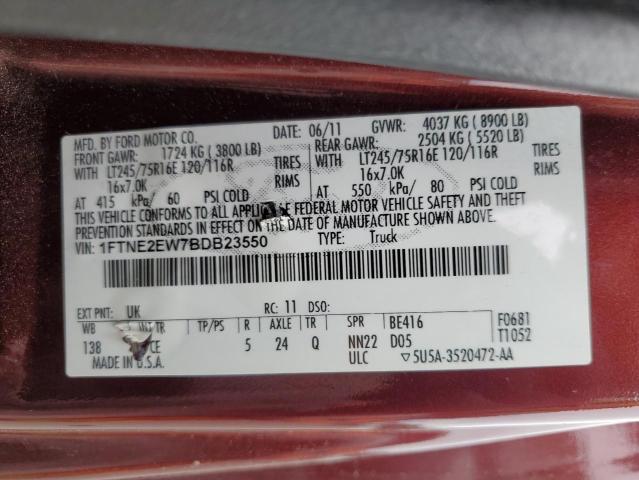 MFD. BY FORD MOTOR CO. DATE: 06/11 GVWR: 4037 KG ( 8900 LB)
FRONT GAWR: 1724 KG ( 3800 LB) REAR GAWR: 2504 KG ( 5520 LB)
WITH LT245/75R16E 120/116R TIRES WITH LT245/75R16E 120/116R TIRES
16x7.0K RIMS 16x7.0K RIMS
AT 415 kPa/ 60 PSI COLD AT 550 kPa/ 80 PSI COLD
THIS VEHICLE CONFORMS TO ALL FEDERAL MOTOR VEHICLE SAFETY AND THEFT
PREVENTION STANDARDS IN EFFECT ON THE DATE OF MANUFACTURE SHOWN ABOVE.
VIN: 1FTNE2EW7BDB23550 TYPE: Truck
EXT PNT: UK RC: 11 DSO:
WB INT TR TP/PS R AXLE TR SPR BE416 F0681
138 CE 5 24 Q NN22 D05 T1052
MADE IN U.S.A. ULC 5U5A-3520472-AA